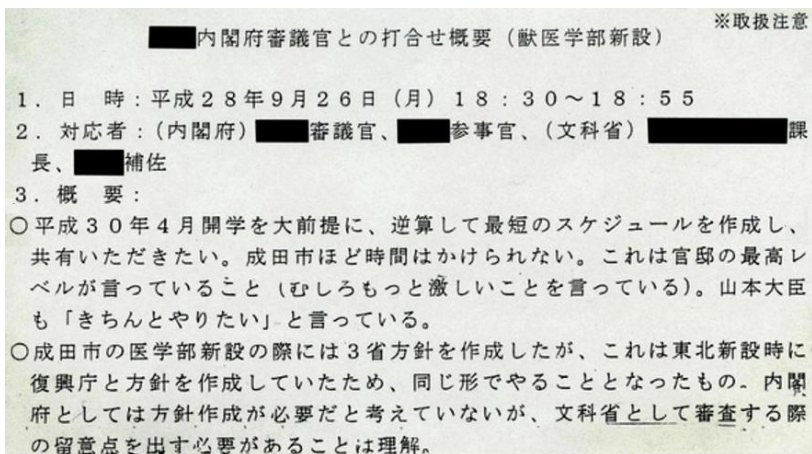 ※取扱注意
内閣府審議官との打合せ概要（獣医学部新設）
１．日　時：平成２８年９月２６日（月）１８：３０～１８：５５
２．対応者：（内閣府）審議官、参事官、（文科省）課
長、補佐
３．概　要：
○平成３０年４月開学を大前提に、逆算して最短のスケジュールを作成し、
共有いただきたい。成田市ほど時間はかけられない。これは官邸の最高レ
ベルが言っていること（むしろもっと激しいことを言っている）。山本大臣
も「きちんとやりたい」と言っている。
○成田市の医学部新設の際には３省方針を作成したが、これは東北新設時に
復興庁と方針を作成していたため、同じ形でやることとなったもの。内閣
府としては方針作成が必要だと考えていないが、文科省として審査する際
の留意点を出す必要があることは理解。